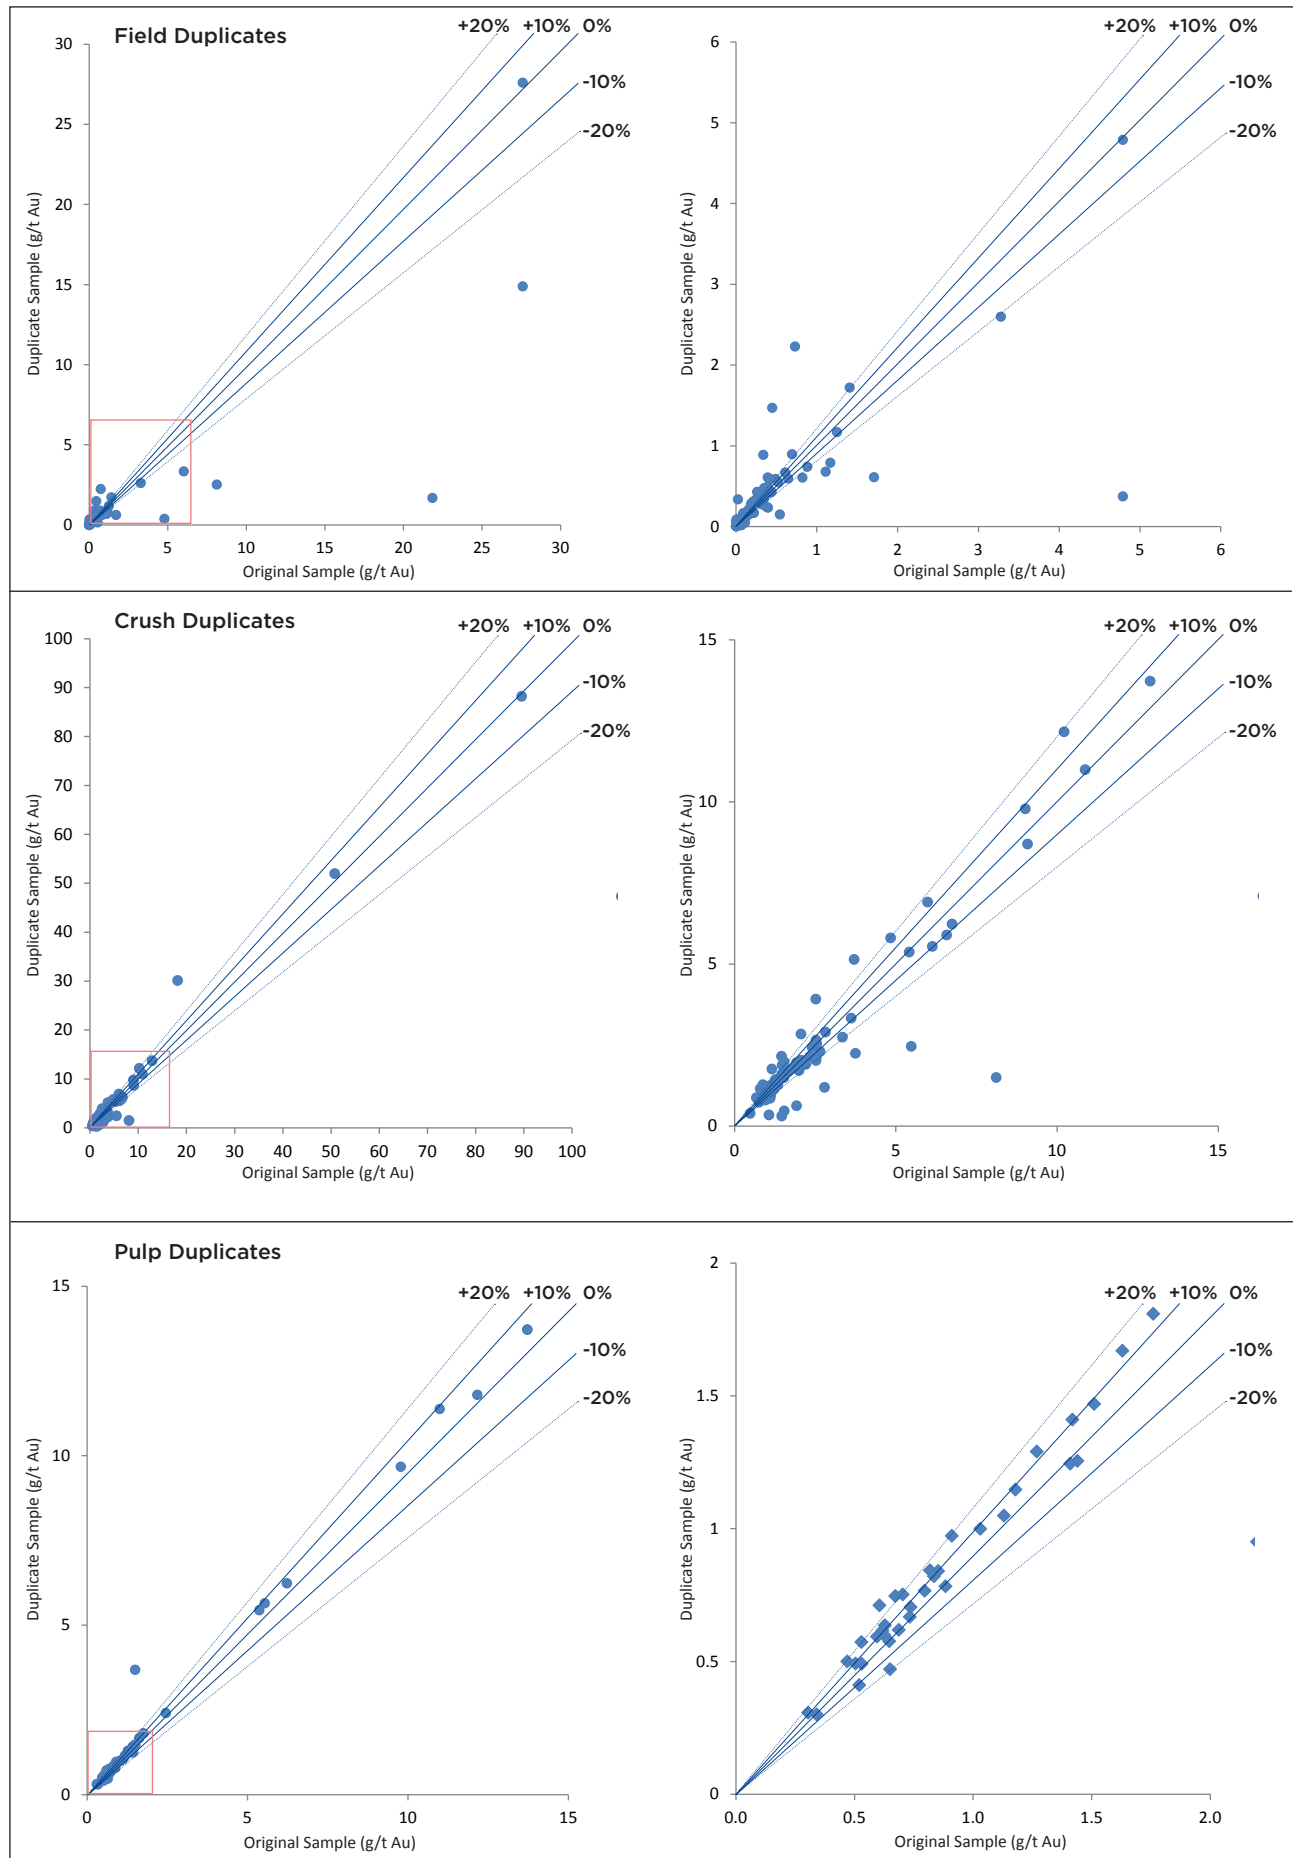 Field Duplicates
+20% +10% 0%
-10%
-20%
30
25
20
15
10
5
0
Duplicate Sample (g/t Au)
0 5 10 15 20 25 30
Original Sample (g/t Au)
+20% +10% 0%
-10%
-20%
6
5
4
3
2
1
0
Duplicate Sample (g/t Au)
0 1 2 3 4 5 6
Original Sample (g/t Au)
Crush Duplicates
+20% +10% 0%
-10%
-20%
100
90
80
70
60
50
40
30
20
10
0
Duplicate Sample (g/t Au)
0 10 20 30 40 50 60 70 80 90 100
Original Sample (g/t Au)
+20% +10% 0%
-10%
-20%
15
10
5
0
Duplicate Sample (g/t Au)
0 5 10 15
Original Sample (g/t Au)
Pulp Duplicates
+20% +10% 0%
-10%
-20%
15
10
5
0
Duplicate Sample (g/t Au)
0 5 10 15
Original Sample (g/t Au)
+20% +10% 0%
-10%
-20%
2
1.5
1
0.5
0
Duplicate Sample (g/t Au)
0.0 0.5 1.0 1.5 2.0
Original Sample (g/t Au)